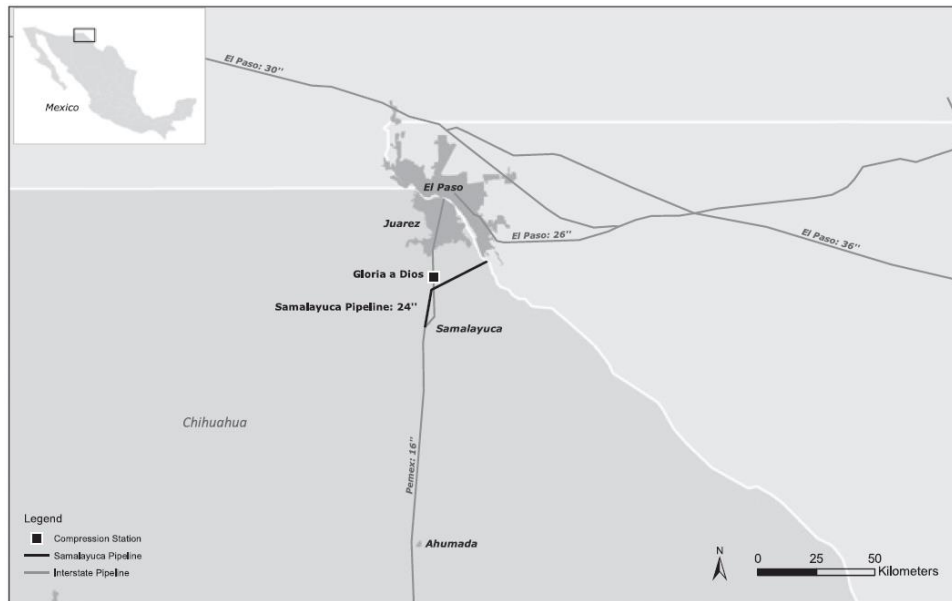 Mexico
El Paso: 30"
El Paso
Juarez
El Paso: 26"
El Paso: 36"
Gloria a Dios
Samalayuca Pipeline: 24"
Samalayuca
Chihuahua
Pemex: 16"
Ahumada
Legend
Compression Station
Samalayuca Pipeline
Interstate Pipeline
N
0 25 50
Kilometers